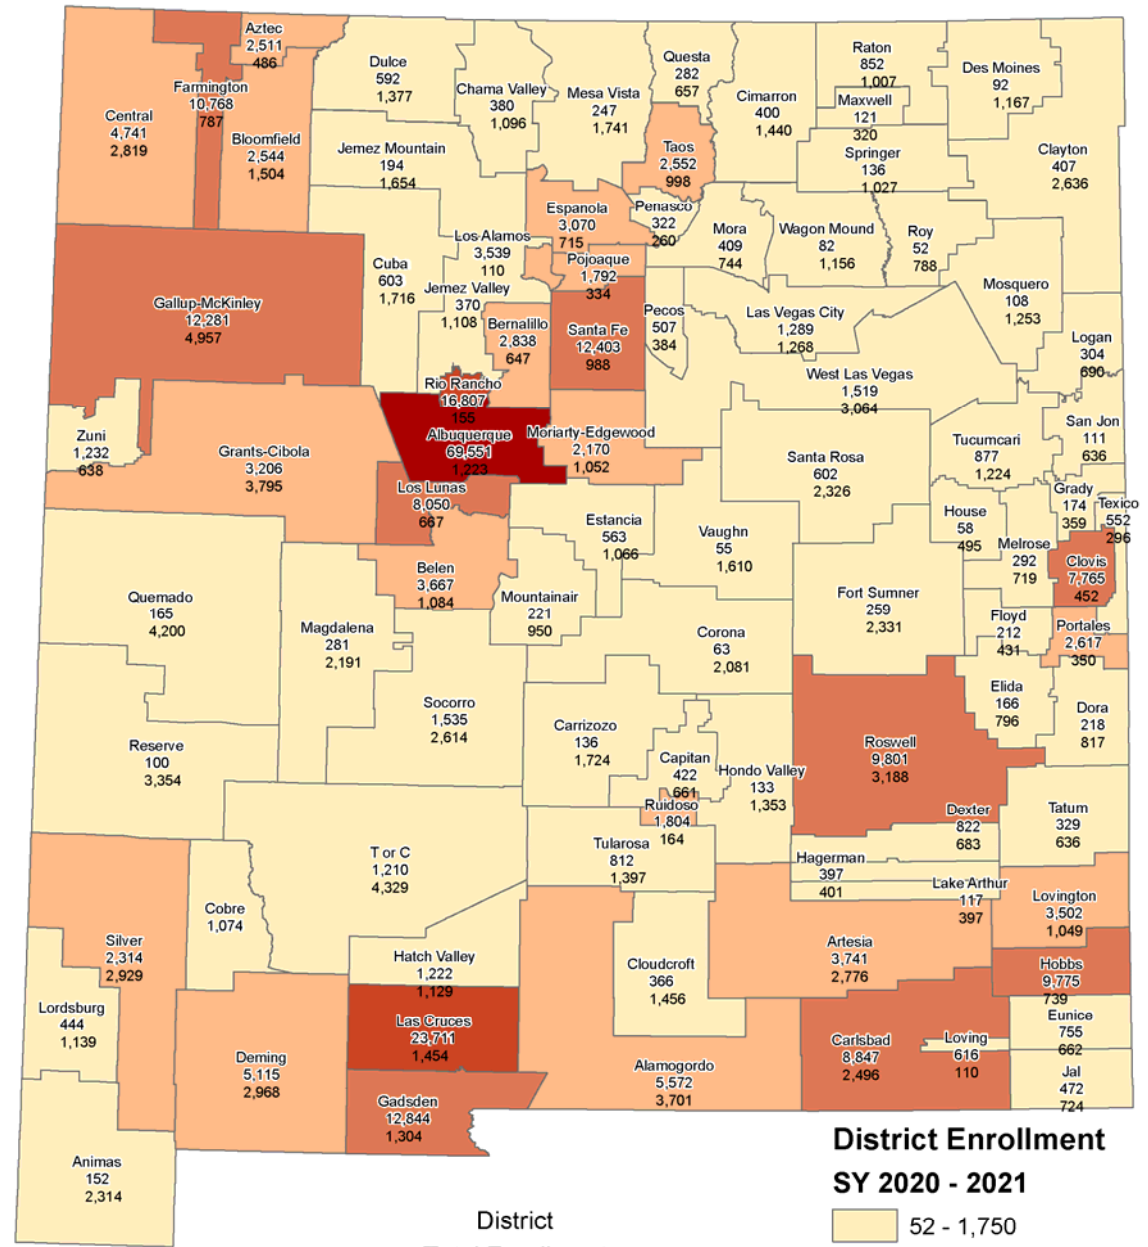 Aztec
2,511
486
Farmington
10,768
787
Central
4,741
2,819
Bloomfield
2,544
1,504
Dulce
592
1,377
Chama Valley
380
1,096
Mesa Vista
247
1,741
Questa
282
657
Cimarron
400
1,440
Raton
852
1,007
Maxwell
121
320
Des Moines
92
1,167
Springer
136
1,027
Clayton
407
2,636
Jemez Mountain
194
1,654
Taos
2,552
998
Espanola
3,070
715
Penasco
322
260
Mora
409
744
Wagon Mound
82
1,156
Roy
52
788
Los Alamos
3,539
110
Pojoaque
1,792
334
Cuba
603
1,716
Jemez Valley
370
1,108
Gallup-McKinley
12,281
4,957
Bernalillo
2,838
647
Santa Fe
12,403
988
Pecos
507
384
Las Vegas City
1,289
1,268
Mosquero
108
1,253
Logan
304
690
West Las Vegas
1,519
3,064
Rio Rancho
16,807
155
Albuquerque
69,551
1,223
Moriarty-Edgewood
2,170
1,052
Zuni
1,232
638
Grants-Cibola
3,206
3,795
Los Lunas
8,050
667
Santa Rosa
602
2,326
Tucumcari
877
1,224
San Jon
111
636
Grady
174
359
Texico
552
296
House
58
495
Melrose
292
719
Clovis
7,765
452
Estancia
563
1,066
Vaughn
55
1,610
Belen
3,667
1,084
Mountainair
221
950
Quemado
165
4,200
Magdalena
281
2,191
Fort Sumner
259
2,331
Floyd
212
431
Portales
2,617
350
Corona
63
2,081
Socorro
1,535
2,614
Elida
166
796
Dora
218
817
Reserve
100
3,354
Carrizozo
136
1,724
Capitan
422
661
Hondo Valley
133
1,353
Roswell
9,801
3,188
Ruidoso
1,804
164
Dexter
822
683
Tatum
329
636
T or C
1,210
4,329
Tularosa
812
1,397
Hagerman
397
401
Lake Arthur
117
397
Lovington
3,502
1,049
Cobre
1,074
Silver
2,314
2,929
Hatch Valley
1,222
1,129
Cloudcroft
366
1,456
Artesia
3,741
2,776
Hobbs
9,775
739
Lordsburg
444
1,139
Las Cruces
23,711
1,454
Eunice
755
662
Carlsbad
8,847
2,496
Loving
616
110
Deming
5,115
2,968
Alamogordo
5,572
3,701
Jal
472
724
Gadsden
12,844
1,304
Animas
152
2,314
District Enrollment
SY 2020 - 2021
52 - 1,750
District